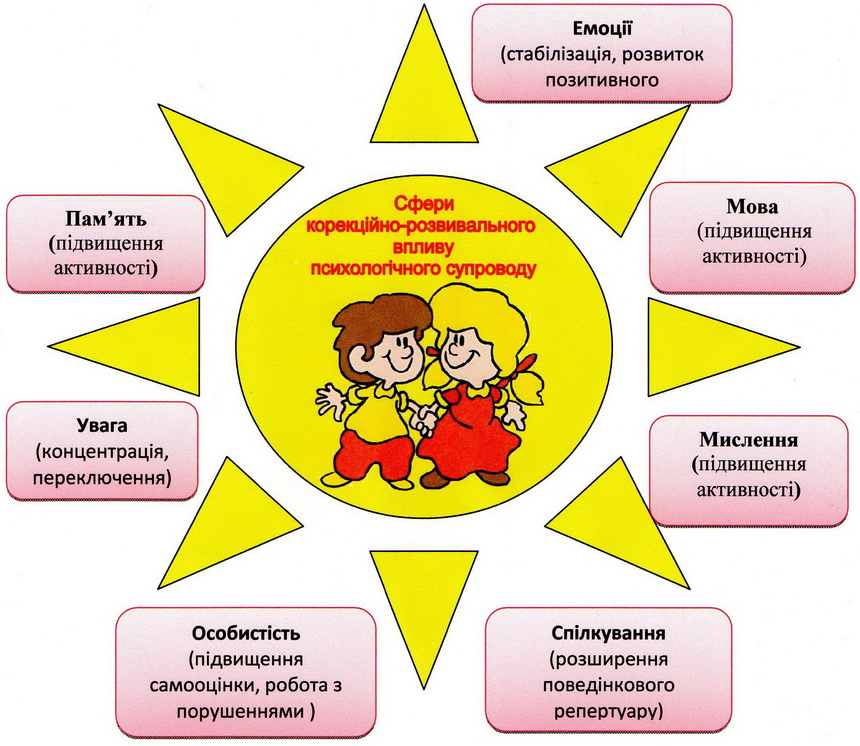 Емоції
(стабілізація, розвиток
позитивного
Сфери
корекційно-розвивального
впливу
психологічного супроводу
Пам’ять
(підвищення
активності)
Мова
(підвищення
активності)
Увага
(концентрація,
переключення)
Мислення
(підвищення
активності)
Особистість
(підвищення
самооцінки, робота з
порушеннями )
Спілкування
(розширення
поведінкового
репертуару)